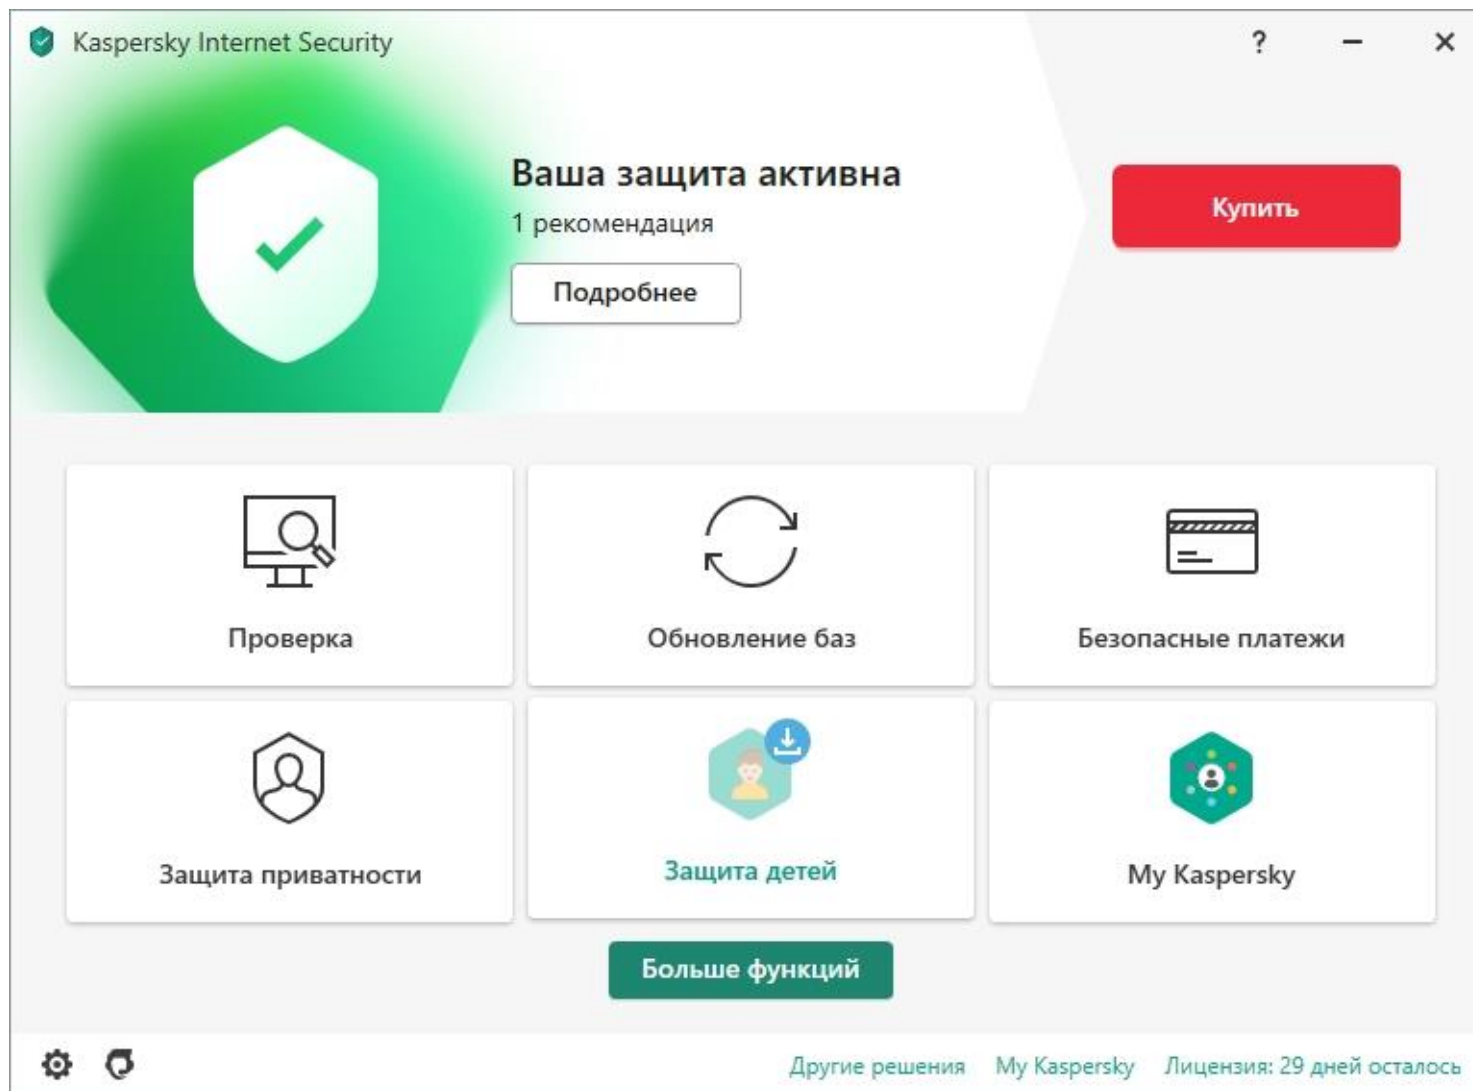 Kaspersky Internet Security
?
Ваша защита активна
1 рекомендация
Подробнее
Купить
Проверка
Обновление баз
Безопасные платежи
Защита приватности
Защита детей
My Kaspersky
Больше функций
Другие решения My Kaspersky Лицензия: 29 дней осталось